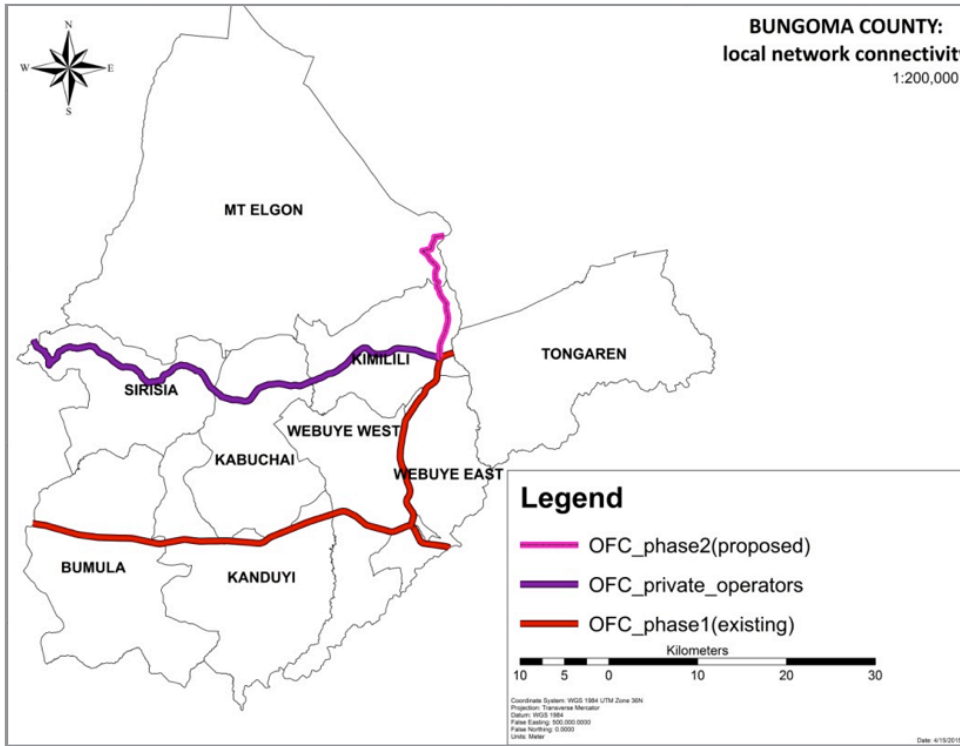 BUNGOMA COUNTY:
local network connectivity
1:200,000
N
W E
S
MT ELGON
TONGAREN
KIMILILI
SIRISIA
WEBUYE WEST
KABUCHAI
WEBUYE EAST
BUMULA
KANDUYI
Legend
OFC_phase2(proposed)
OFC_private_operators
OFC_phase1(existing)
Kilometers
10 5 0 10 20 30
Coordinate System: WGS 1984 UTM Zone 36N
Projection: Transverse Mercator
Datum: WGS 1984
False Easting: 500,000.0000
False Northing: 0.0000
Units: Meter